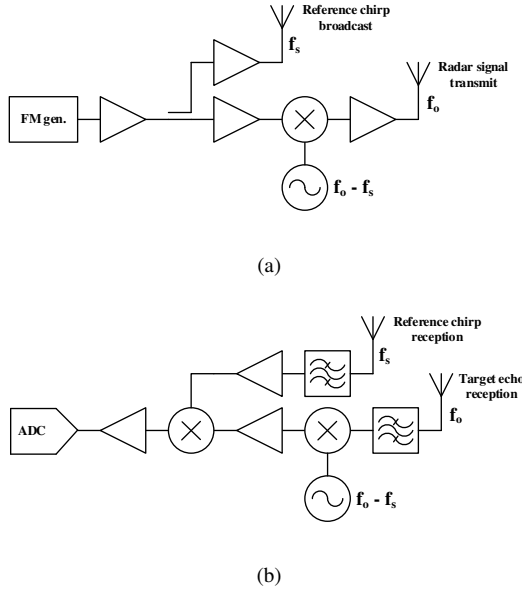 Reference chirp
broadcast
fs
Radar signal
transmit
fo
FM gen.
fo - fs
(a)
Reference chirp
reception
fs
Target echo
reception
fo
ADC
fo - fs
(b)